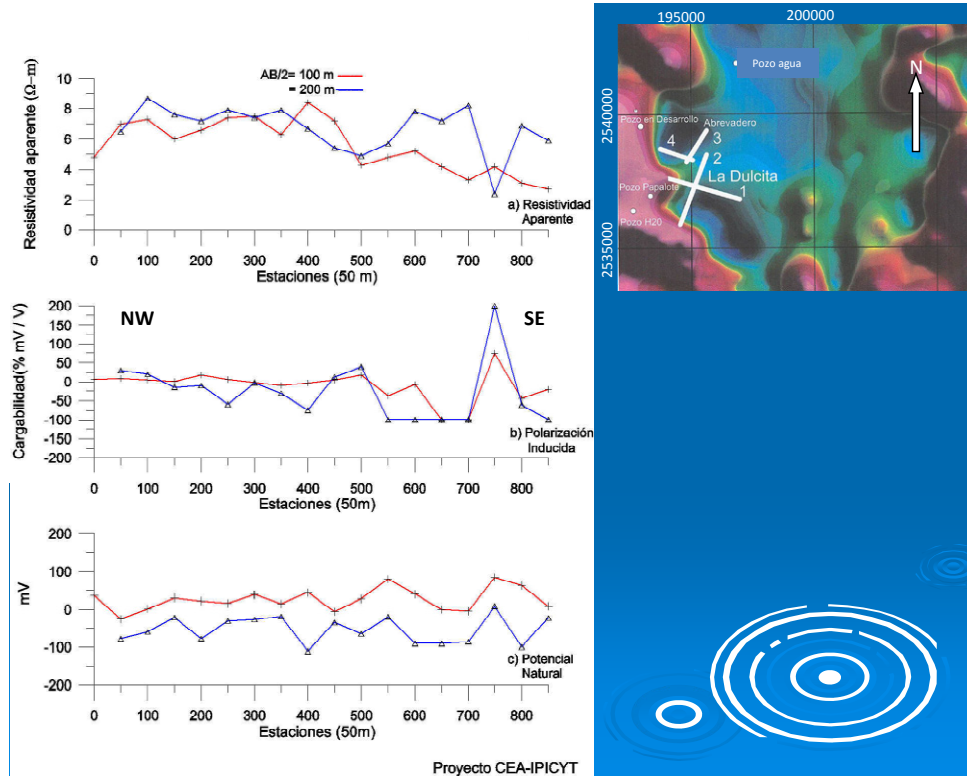 AB/2= 100 m
= 200 m
Resistividad aparente (Ω-m)
10
8
6
4
2
0
a) Resistividad
Aparente
0 100 200 300 400 500 600 700 800
Estaciones (50 m)
Cargabilidad(% mV / V)
200
150
100
50
0
-50
-100
-150
-200
NW
SE
b) Polarización
Inducida
0 100 200 300 400 500 600 700 800
Estaciones (50m)
mV
200
100
0
-100
-200
c) Potencial
Natural
0 100 200 300 400 500 600 700 800
Estaciones (50m)
Proyecto CEA-IPICYT
195000
200000
2540000
2535000
Pozo agua
N
Pozo en Desarrollo
Abrevadero
4
3
2
La Dulcita
1
Pozo Papalote
Pozo H20